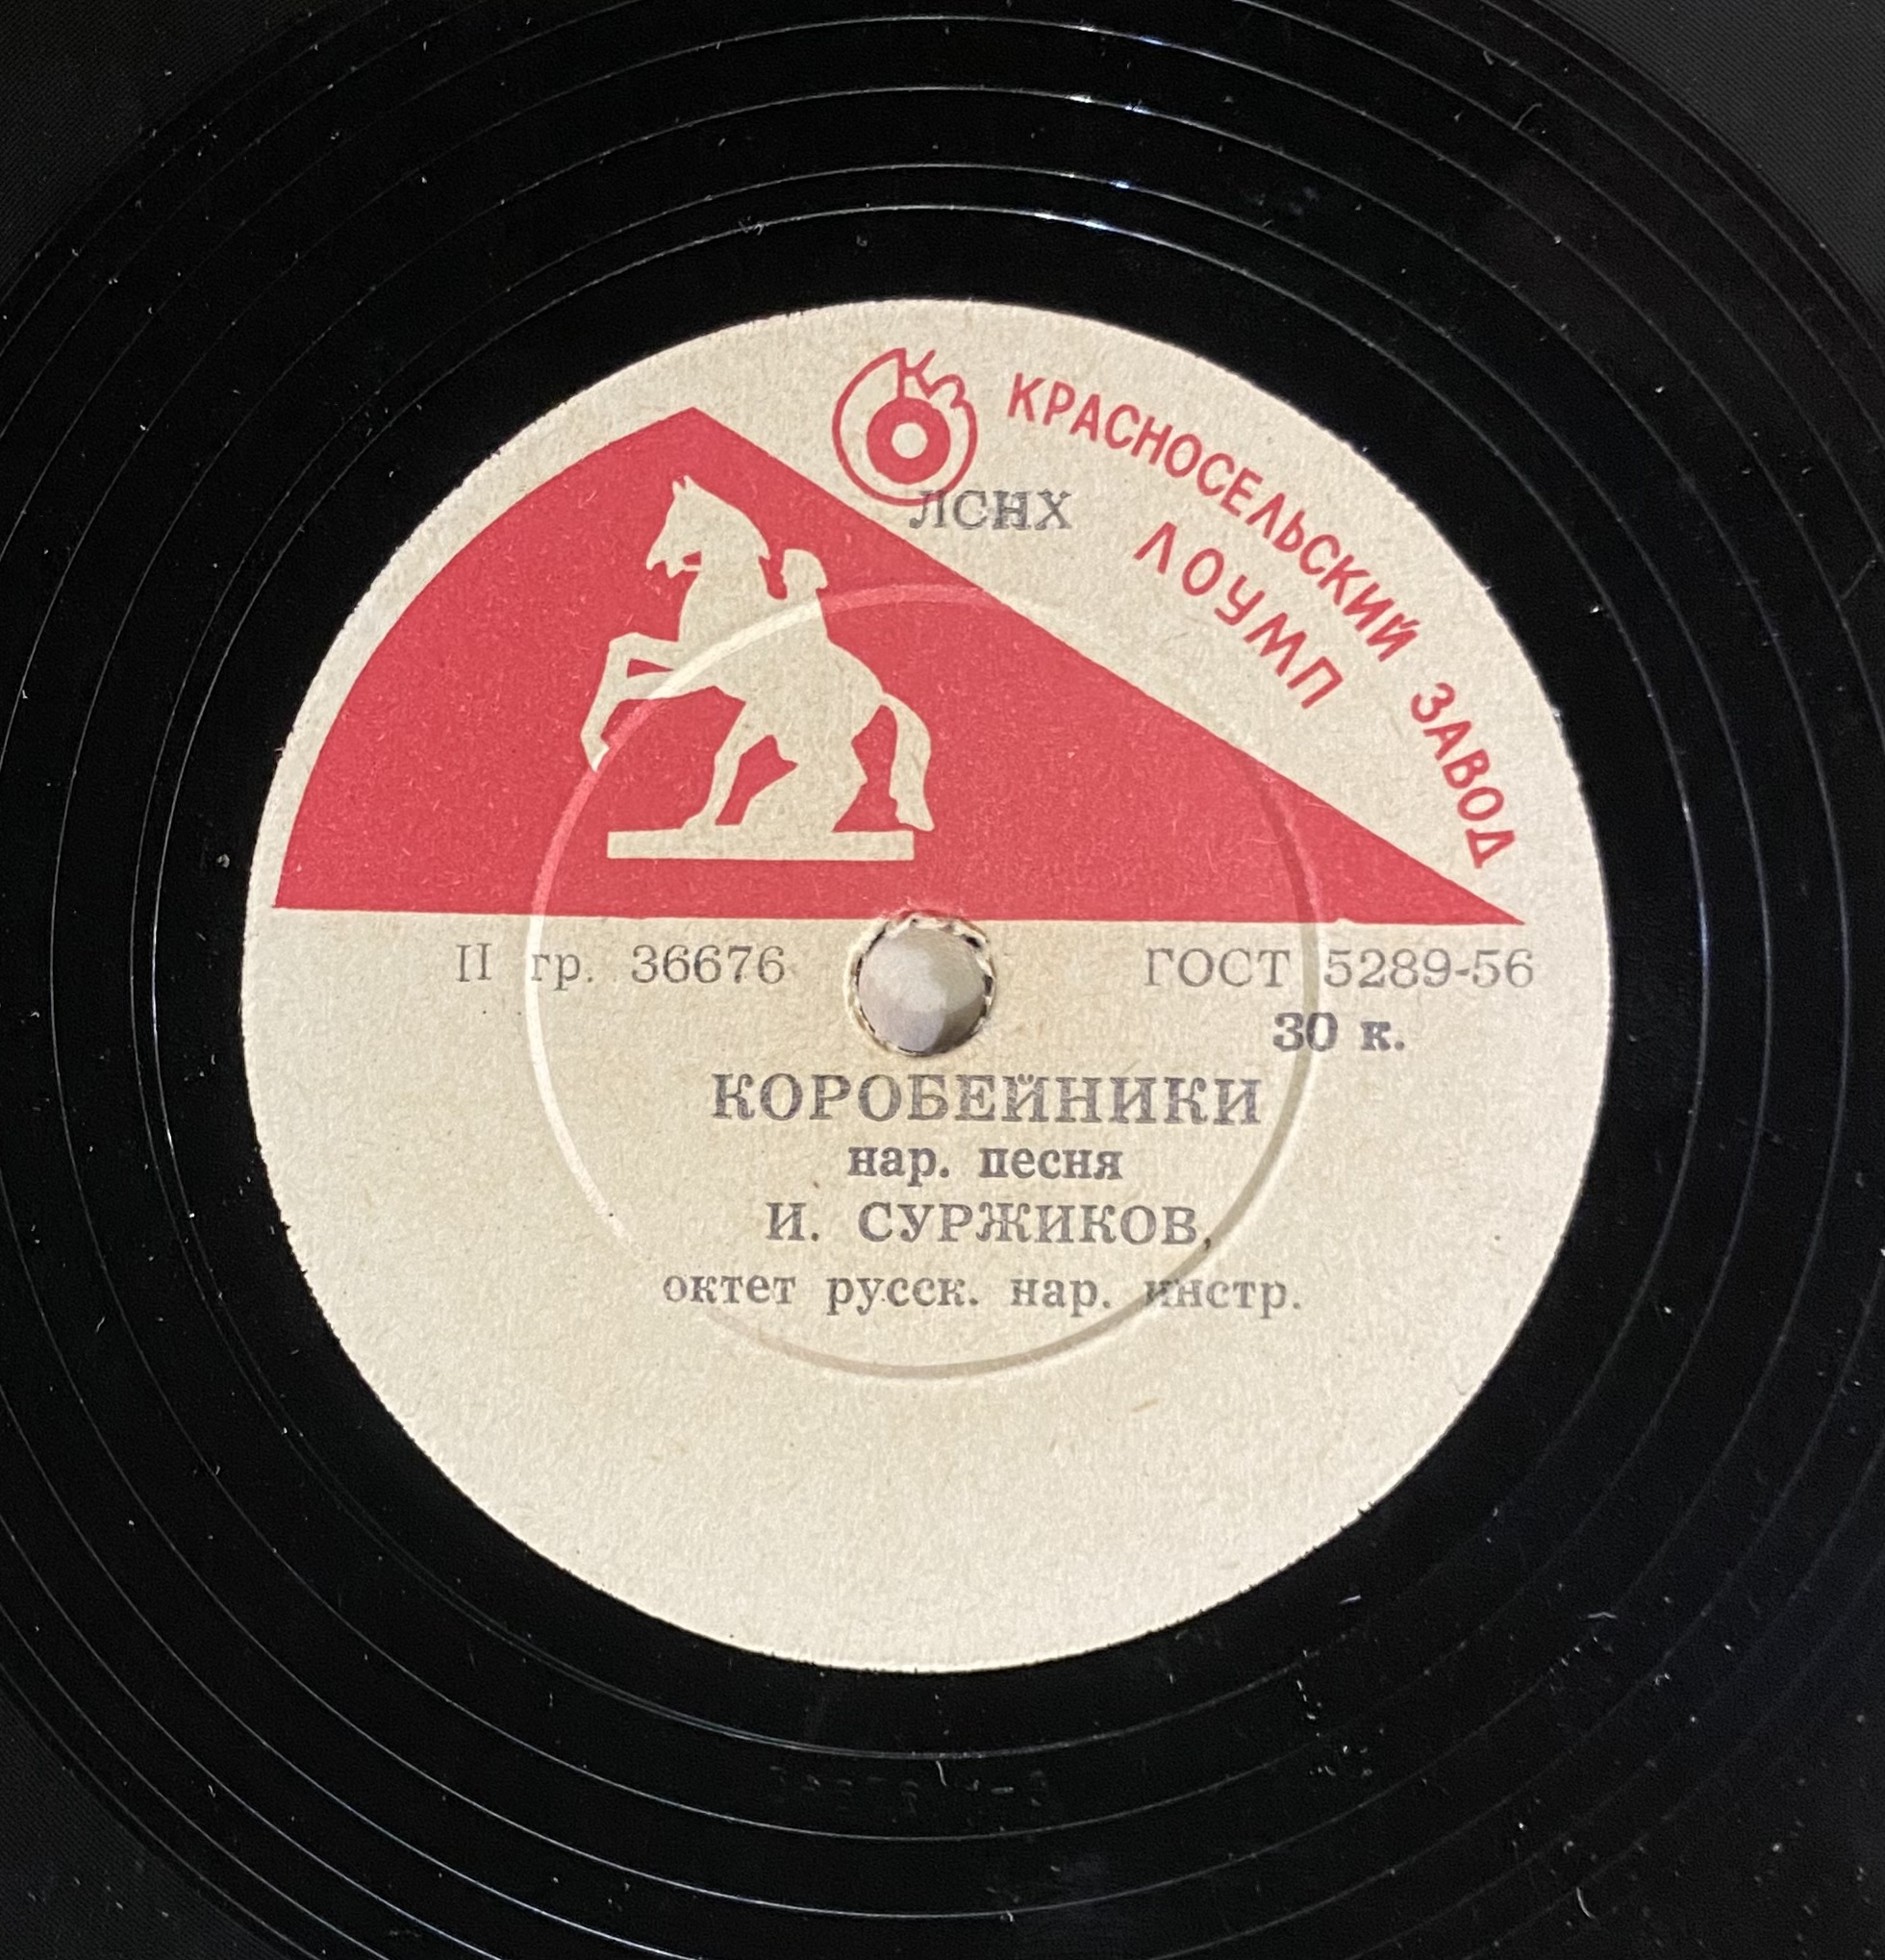 КРАСНОСЕЛЬСКИЙ ЗАВОД
ЛОУМП
ЛСНХ
II гр. 36676
ГОСТ 5289-56
30 к.
КОРОБЕЙНИКИ
нар. песня
И. СУРЖИКОВ,
октет русск. нар. инстр.